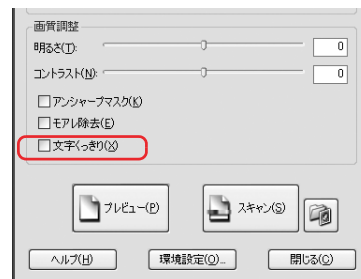 画質調整
明るさ(T): 0
コントラスト(N): 0
アンシャープマスク(K)
モアレ除去(E)
文字くっきり(X)
プレビュー(P) スキャン(S)
ヘルプ(H) 環境設定(O)... 閉じる(C)